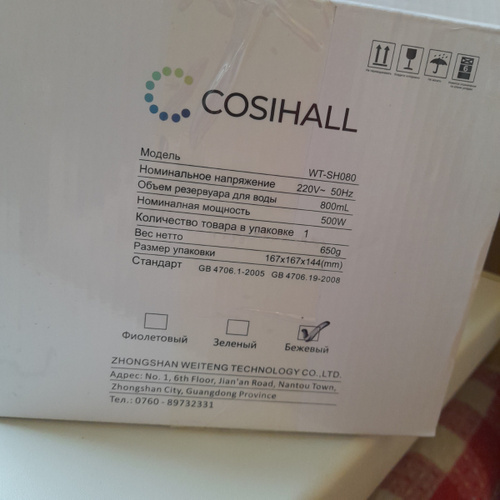 COSIHALL
Модель WT-SH080
Номинальное напряжение 220V~ 50Hz
Объем резервуара для воды 800mL
Номиналная мощность 500W
Количество товара в упаковке 1
Вес нетто 650g
Размер упаковки 167x167x144(mm)
Стандарт GB 4706.1-2005 GB 4706.19-2008
Фиолетовый Зеленый Бежевый
ZHONGSHAN WEITENG TECHNOLOGY CO.,LTD.
Адрес: No. 1, 6th Floor, Jian'an Road, Nantou Town,
Zhongshan City, Guangdong Province
Тел.: 0760 - 89732331